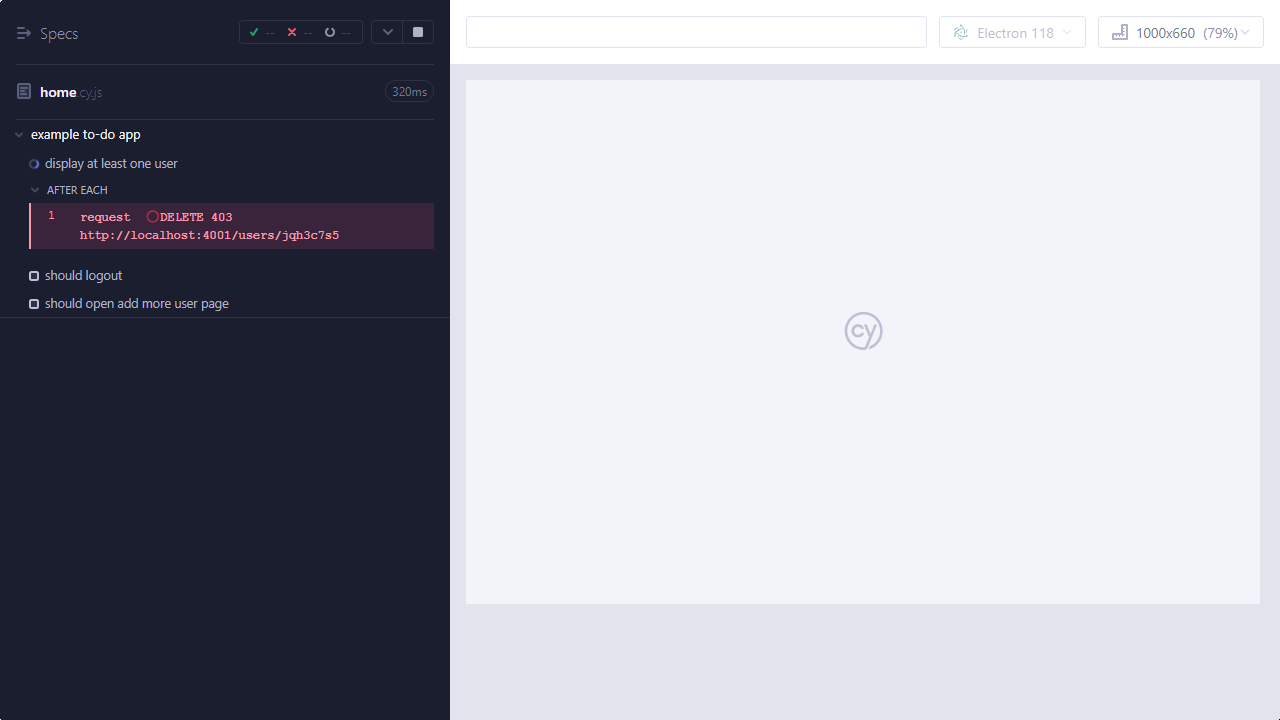 Specs
--
--
--
Electron 118
1000x660 (79%)
home.cy.js
320ms
example to-do app
display at least one user
AFTER EACH
1 request DELETE 403
http://localhost:4001/users/jqh3c7s5
should logout
should open add more user page
cy